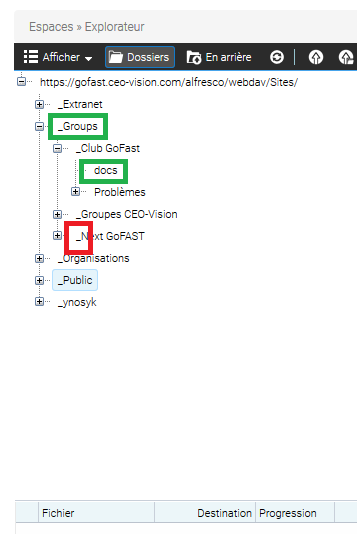 Espaces » Explorateur
Afficher Dossiers En arrière
https://gofast.ceo-vision.com/alfresco/webdav/Sites/
_Extranet
_Groups
_Club GoFast
docs
Problèmes
_Groupes CEO-Vision
_Next GoFAST
_Organisations
_Public
_ynosyk
Fichier Destination Progression